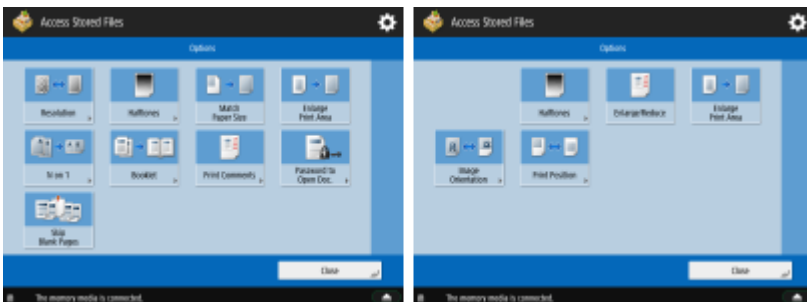 Access Stored Files
Options
Resolution
Halftones
Match
Paper Size
Enlarge
Print Area
N on 1
Booklet
Print Comments
Password to
Open Doc.
Skip
Blank Pages
Close
The memory media is connected.
Access Stored Files
Options
Halftones
Enlarge/Reduce
Enlarge
Print Area
Image
Orientation
Print Position
Close
The memory media is connected.